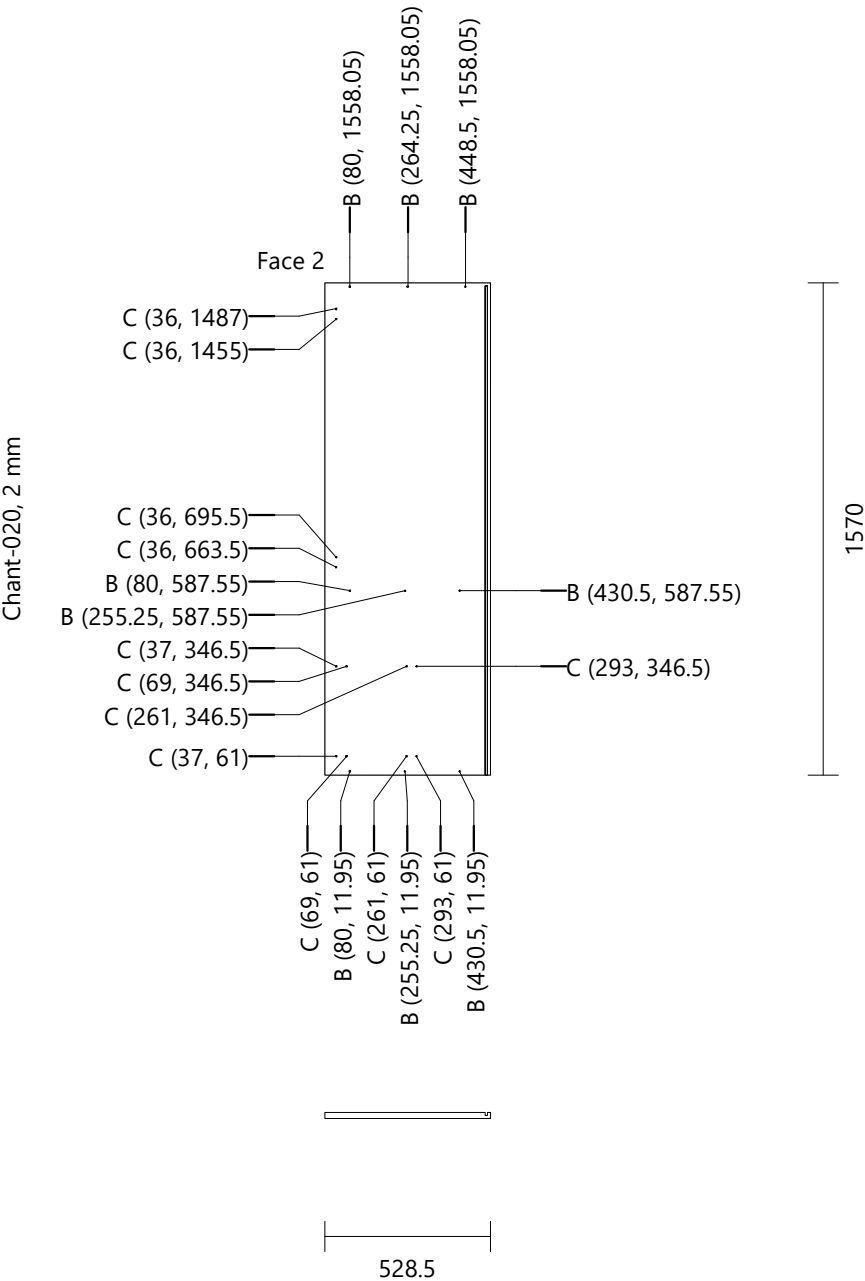 B (80, 1558.05)
B (264.25, 1558.05)
B (448.5, 1558.05)
Face 2
C (36, 1487)
C (36, 1455)
Chant-020, 2 mm
C (36, 695.5)
C (36, 663.5)
B (80, 587.55)
B (255.25, 587.55)
C (37, 346.5)
C (69, 346.5)
C (261, 346.5)
C (37, 61)
B (430.5, 587.55)
C (293, 346.5)
1570
C (69, 61)
B (80, 11.95)
C (261, 61)
B (255.25, 11.95)
C (293, 61)
B (430.5, 11.95)
528.5